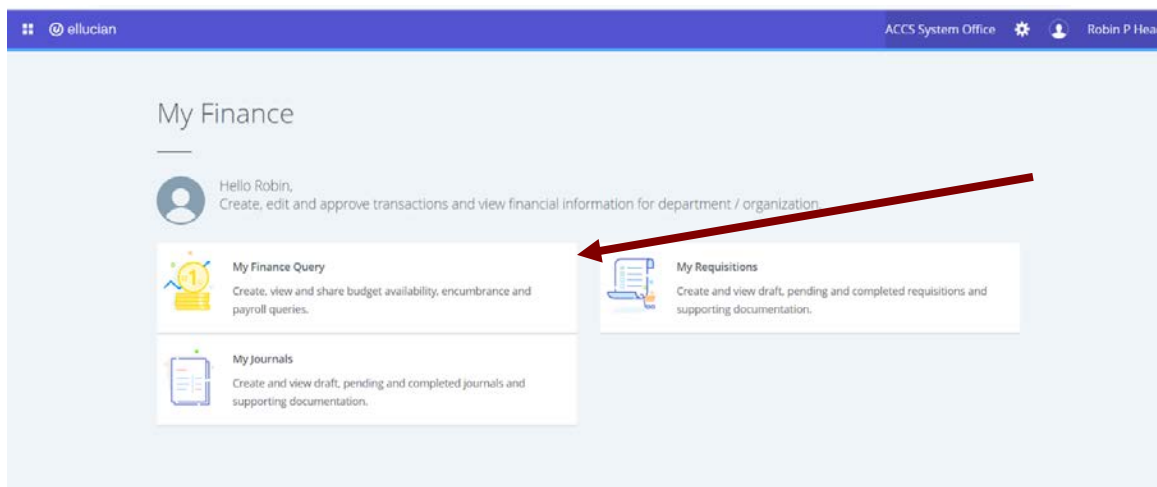 ellucian
ACCS System Office
Robin P Hea
My Finance
Hello Robin,
Create, edit and approve transactions and view financial information for department / organization.
My Finance Query
Create, view and share budget availability, encumbrance and
payroll queries.
My Requisitions
Create and view draft, pending and completed requisitions and
supporting documentation.
My Journals
Create and view draft, pending and completed journals and
supporting documentation.